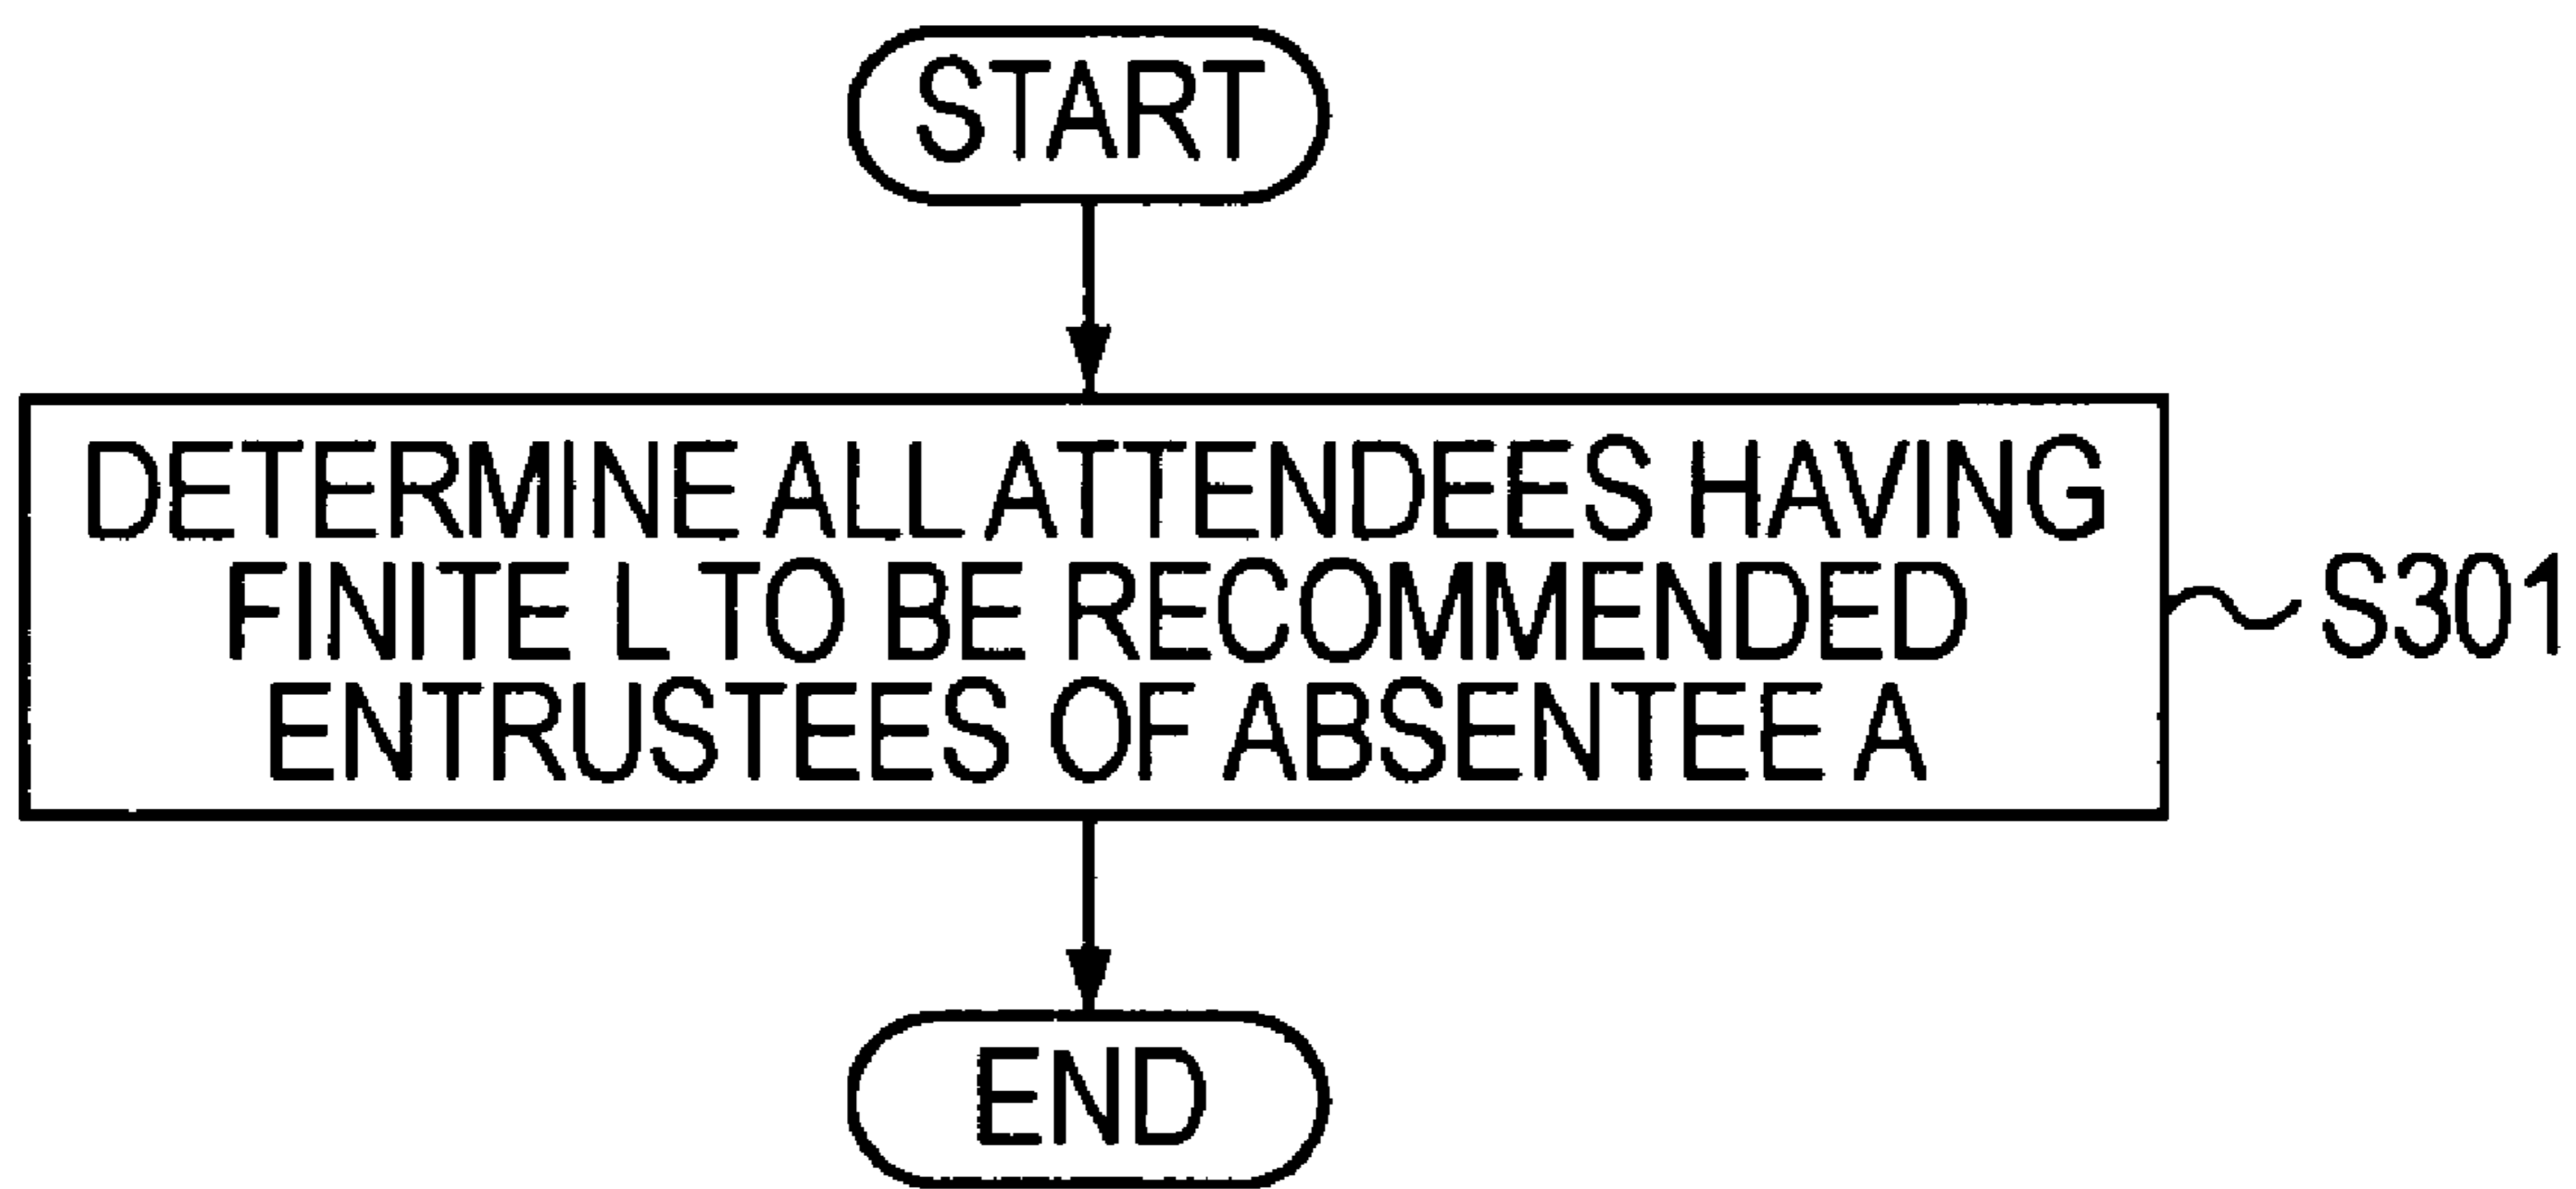 START
DETERMINE ALL ATTENDEES HAVING
FINITE L TO BE RECOMMENDED
ENTRUSTEES OF ABSENTEE A
S301
END